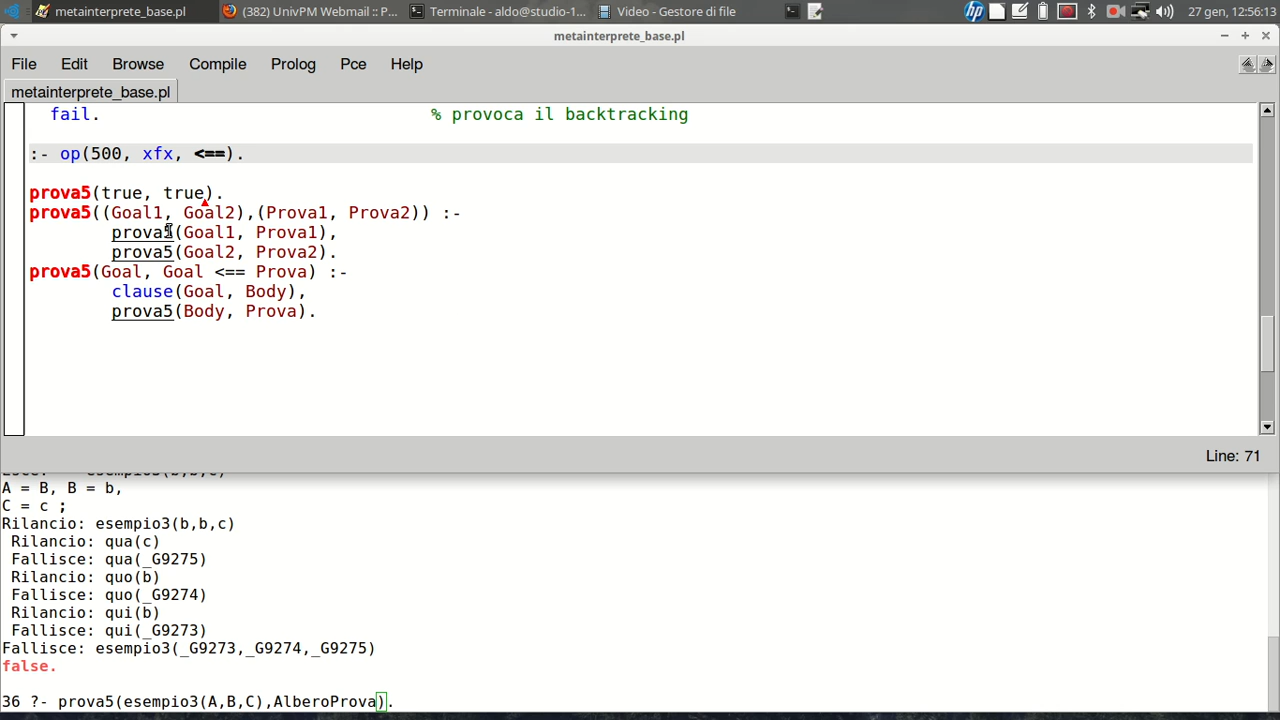 metainterprete_base.pl (382) UnivPM Webmail :: P... Terminale - aldo@studio-1... Video - Gestore di file 27 gen, 12:56:13
metainterprete_base.pl
File Edit Browse Compile Prolog Pce Help
metainterprete_base.pl
fail. % provoca il backtracking
:- op(500, xfx, <==).
prova5(true, true).
prova5((Goal1, Goal2),(Prova1, Prova2)) :-
prova5(Goal1, Prova1),
prova5(Goal2, Prova2).
prova5(Goal, Goal <== Prova) :-
clause(Goal, Body),
prova5(Body, Prova).
Line: 71
A = B, B = b,
C = c ;
Rilancio: esempio3(b,b,c)
Rilancio: qua(c)
Fallisce: qua(_G9275)
Rilancio: quo(b)
Fallisce: quo(_G9274)
Rilancio: qui(b)
Fallisce: qui(_G9273)
Fallisce: esempio3(_G9273,_G9274,_G9275)
false.
36 ?- prova5(esempio3(A,B,C),AlberoProva).